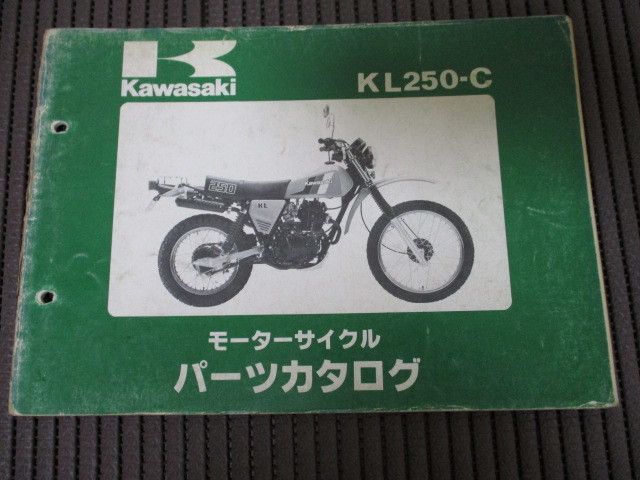 Kawasaki
KL250-C
250
KL
モーターサイクル
パーツカタログ